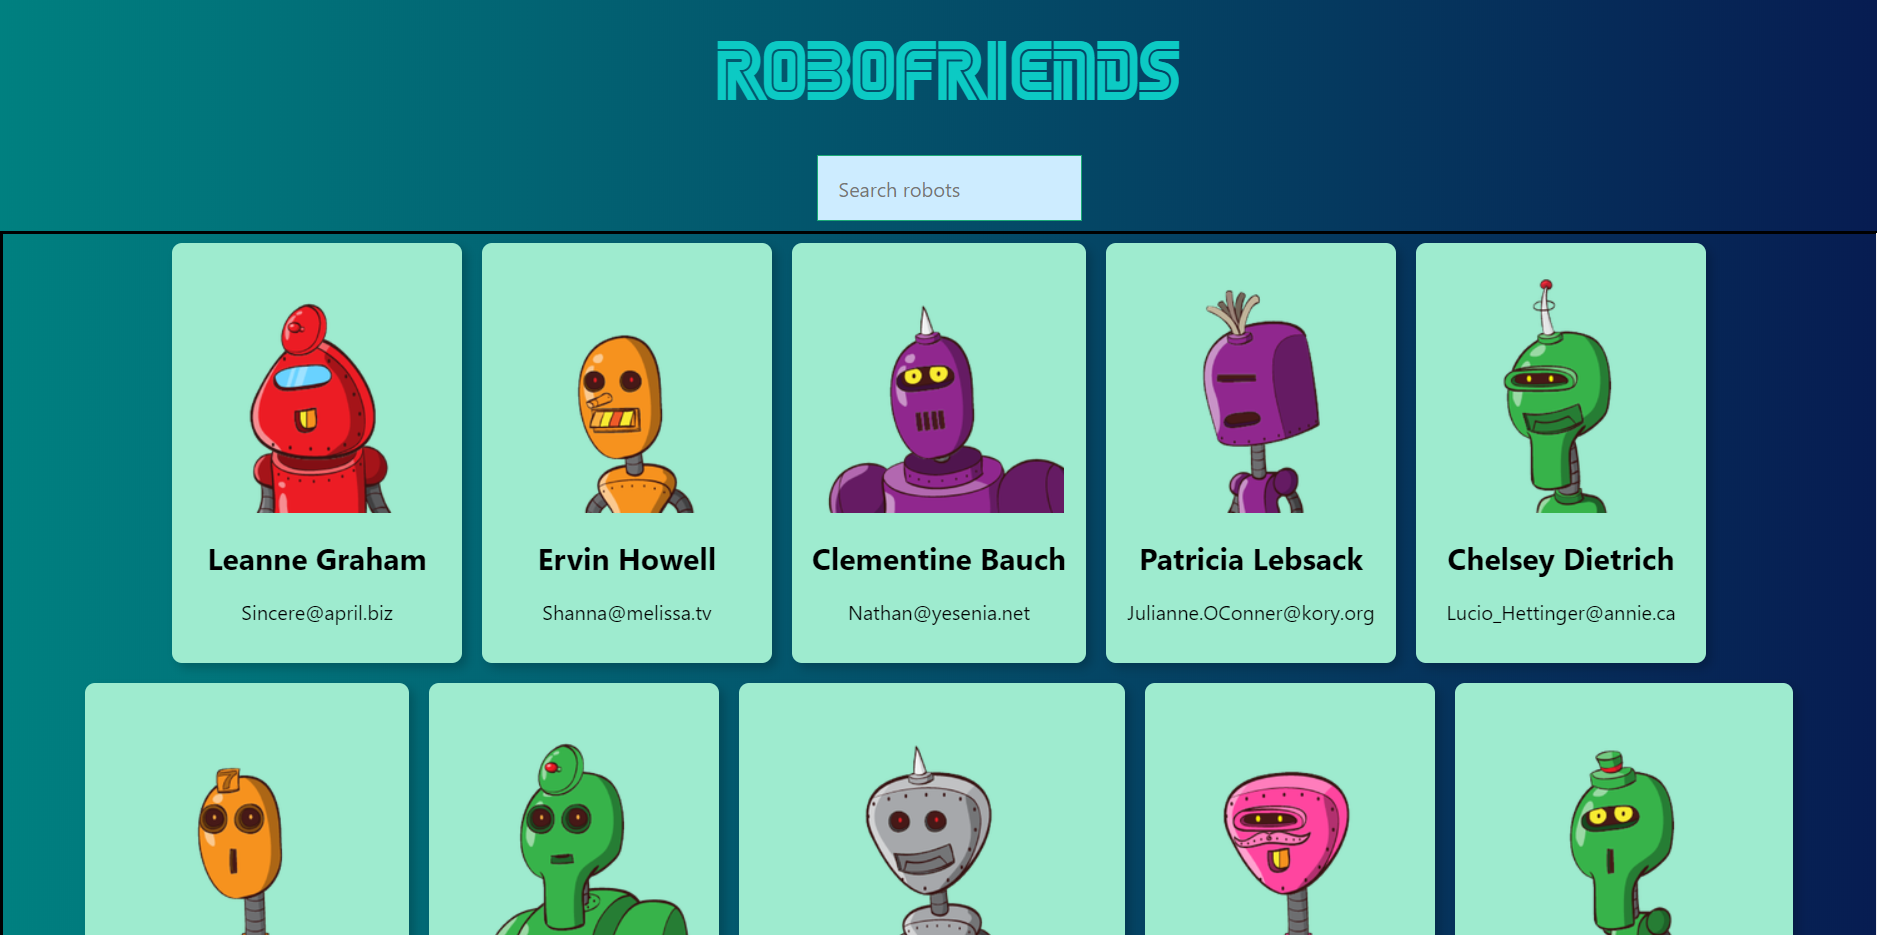 ROBOFRIENDS
Search robots
Leanne Graham
Sincere@april.biz
Ervin Howell
Shanna@melissa.tv
Clementine Bauch
Nathan@yesenia.net
Patricia Lebsack
Julianne.OConner@kory.org
Chelsey Dietrich
Lucio_Hettinger@annie.ca
7